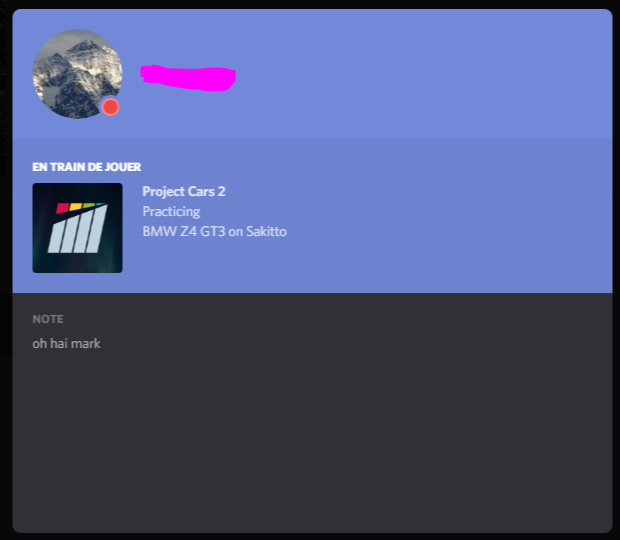 EN TRAIN DE JOUER
Project Cars 2
Practicing
BMW Z4 GT3 on Sakitto
NOTE
oh hai mark